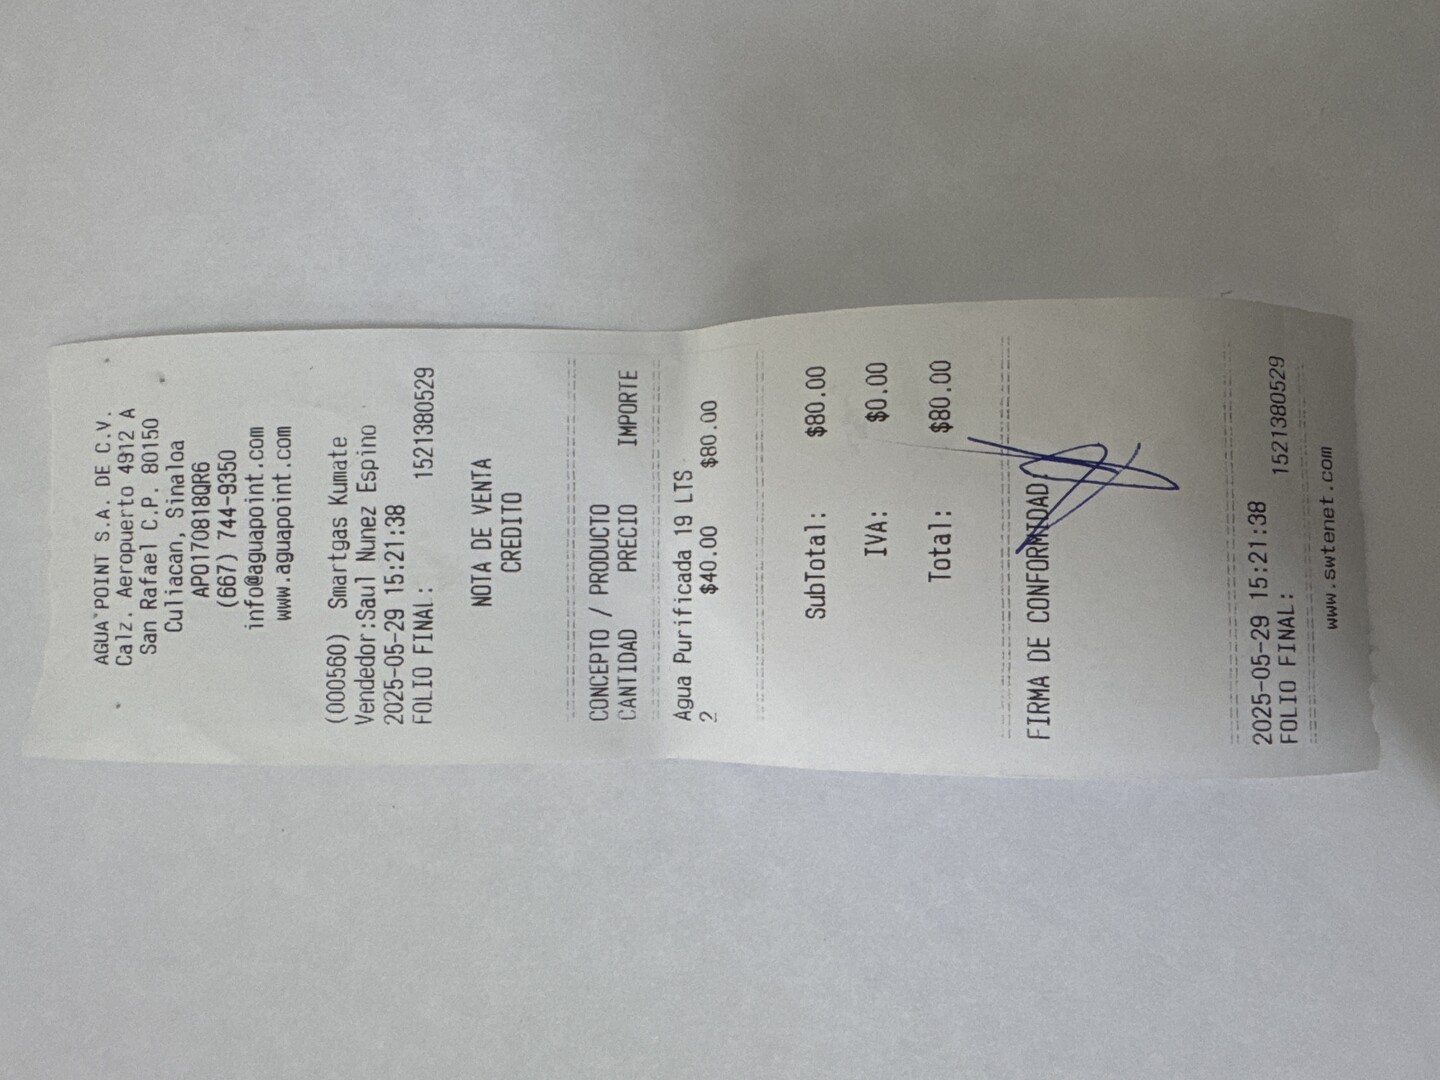 AGUA POINT S.A. DE C.V.
Calz. Aeropuerto 4912 A
San Rafael C.P. 80150
Culiacan, Sinaloa
APO170818QR6
(667) 744-9350
info@aguapoint.com
www.aguapoint.com
(000560) Smartgas Kumate
Vendedor:Saul Nunez Espino
2025-05-29 15:21:38
FOLIO FINAL: 1521380529
NOTA DE VENTA
CREDITO
CONCEPTO / PRODUCTO
CANTIDAD PRECIO IMPORTE
Agua Purificada 19 LTS
2 $40.00 $80.00
SubTotal: $80.00
IVA: $0.00
Total: $80.00
FIRMA DE CONFORMIDAD
2025-05-29 15:21:38
FOLIO FINAL: 1521380529
www.swtenet.com